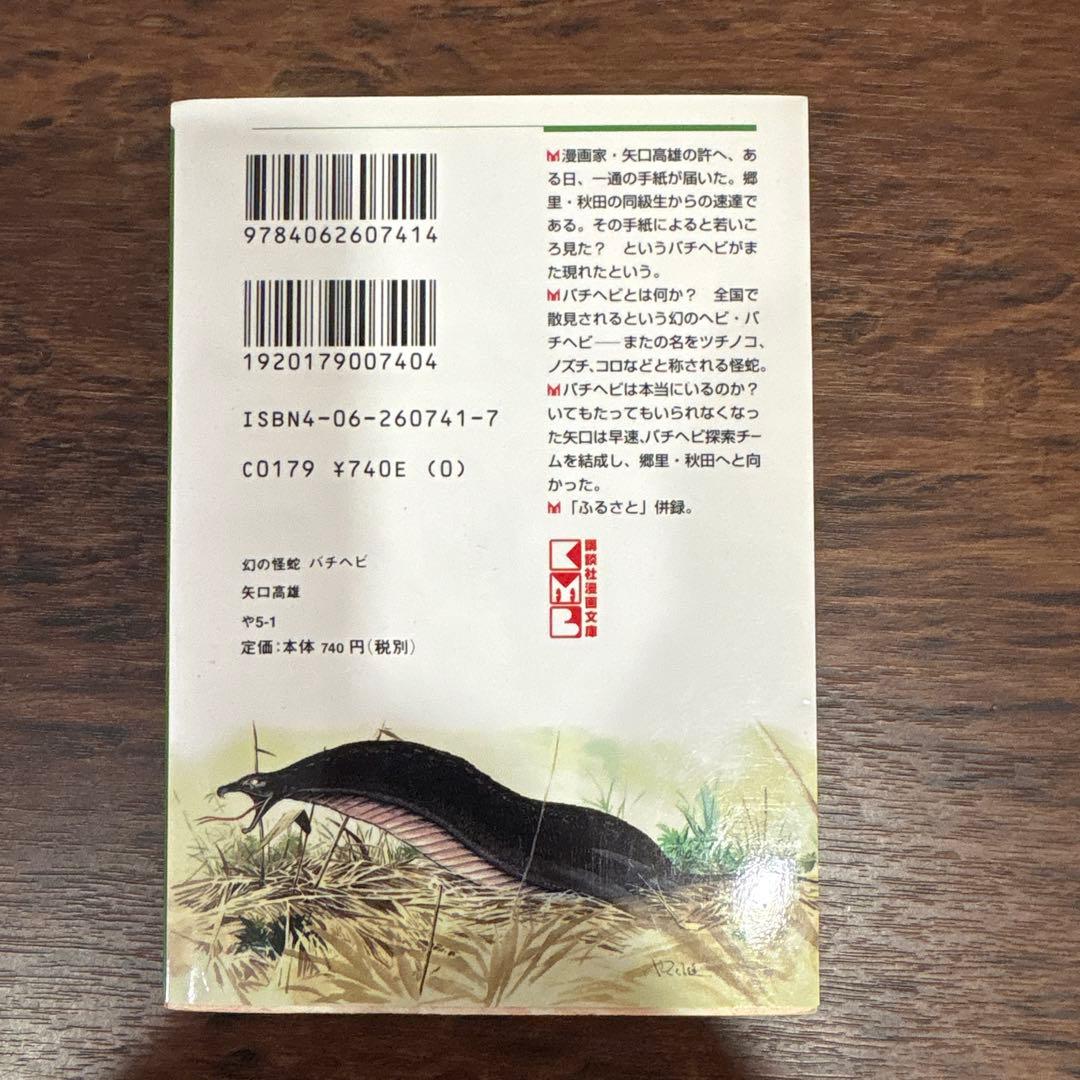 9784062607414
1920179007404
ISBN4-06-260741-7
C0179 ¥740E (0)
幻の怪蛇 バチヘビ
矢口高雄
や5-1
定価:本体 740 円(税別)
漫画家・矢口高雄の許へ、あ
る日、一通の手紙が届いた。郷
里・秋田の同級生からの速達で
ある。その手紙によると若いこ
ろ見た? というバチヘビがま
た現れたという。
バチヘビとは何か? 全国で
散見されるという幻のヘビ・バ
チヘビ――またの名をツチノコ、
ノズチ、コロなどと称される怪蛇。
バチヘビは本当にいるのか?
いてもたってもいられなくなっ
た矢口は早速、バチヘビ探索チー
ムを結成し、郷里・秋田へと向
かった。
「ふるさと」併録。
KMB
講談社漫画文庫